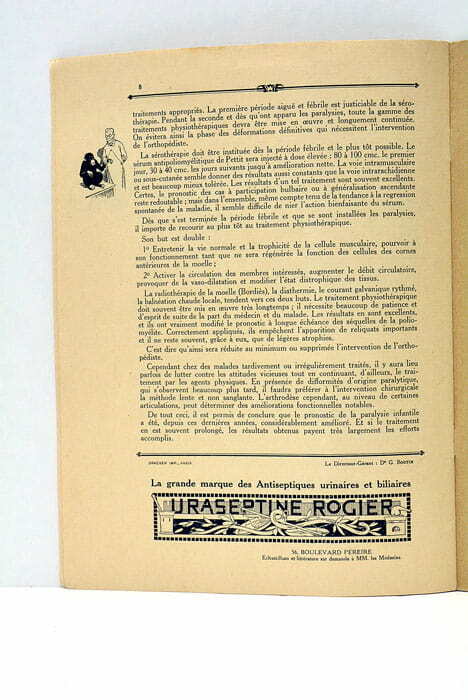 8
traitements appropriés. La première période aiguë et fébrile est justiciable de la séro-
thérapie. Pendant la seconde et dès qu'ont apparu les paralysies, toute la gamme des
traitements physiothérapiques devra être mise en œuvre et longuement continuée.
On évitera ainsi la phase des déformations définitives qui nécessitent l'intervention
de l'orthopédiste.
La sérothérapie doit être instituée dès la période fébrile et le plus tôt possible. Le
sérum antipoliomyélitique de Pettit sera injecté à dose élevée : 80 à 100 cmc. le premier
jour, 30 à 40 cmc. les jours suivants jusqu'à amélioration nette. La voie intramusculaire
ou sous-cutanée semble donner des résultats aussi constants que la voie intrarachidienne
et est beaucoup mieux tolérée. Les résultats d'un tel traitement sont souvent excellents.
Certes, le pronostic des cas à participation bulbaire ou à généralisation ascendante
reste redoutable ; mais dans l'ensemble, même compte tenu de la tendance à la regression
spontanée de la maladie, il semble difficile de nier l'action bienfaisante du sérum.
Dès que s'est terminée la période fébrile et que se sont installées les paralysies,
il importe de recourir au plus tôt au traitement physiothérapique.
Son but est double :
1º Entretenir la vie normale et la trophicité de la cellule musculaire, pourvoir à
son fonctionnement tant que ne sera régénérée la fonction des cellules des cornes
antérieures de la moelle ;
2º Activer la circulation des membres intéressés, augmenter le débit circulatoire,
provoquer de la vaso-dilatation et modifier l'état distrophique des tissus.
La radiothérapie de la moelle (Bordiés), la diathermie, le courant galvanique rythmé,
la balnéation chaude locale, tendent vers ces deux buts. Le traitement physiothérapique
doit souvent être mis en œuvre très longtemps ; il nécessite beaucoup de patience et
d'esprit de suite de la part du médecin et du malade. Les résultats en sont excellents,
et ils ont vraiment modifié le pronostic à longue échéance des séquelles de la polio-
myélite. Correctement appliqués, ils empêchent l'apparition de reliquats importants
et il ne reste souvent, grâce à eux, que de légères atrophies.
C'est dire qu'ainsi sera réduite au minimum ou supprimée l'intervention de l'ortho-
pédiste.
Cependant chez des malades tardivement ou irrégulièrement traités, il y aura lieu
parfois de lutter contre les attitudes vicieuses tout en continuant, d'ailleurs, le trai-
tement par les agents physiques. En présence de difformités d'origine paralytique,
qui s'observent beaucoup plus tard, il faudra préférer à l'intervention chirurgicale
la méthode lente et non sanglante. L'arthrodèse cependant, au niveau de certaines
articulations, peut déterminer des améliorations fonctionnelles notables.
De tout ceci, il est permis de conclure que le pronostic de la paralysie infantile
a été, depuis ces dernières années, considérablement amélioré. Et si le traitement
en est souvent prolongé, les résultats obtenus payent très largement les efforts
accomplis.
DRAEGER IMP., PARIS
Le Directeur-Gérant : Dr G. Bertin
La grande marque des Antiseptiques urinaires et biliaires
URASEPTINE ROGIER
56, BOULEVARD PEREIRE
Echantillons et littérature sur demande à MM. les Médecins